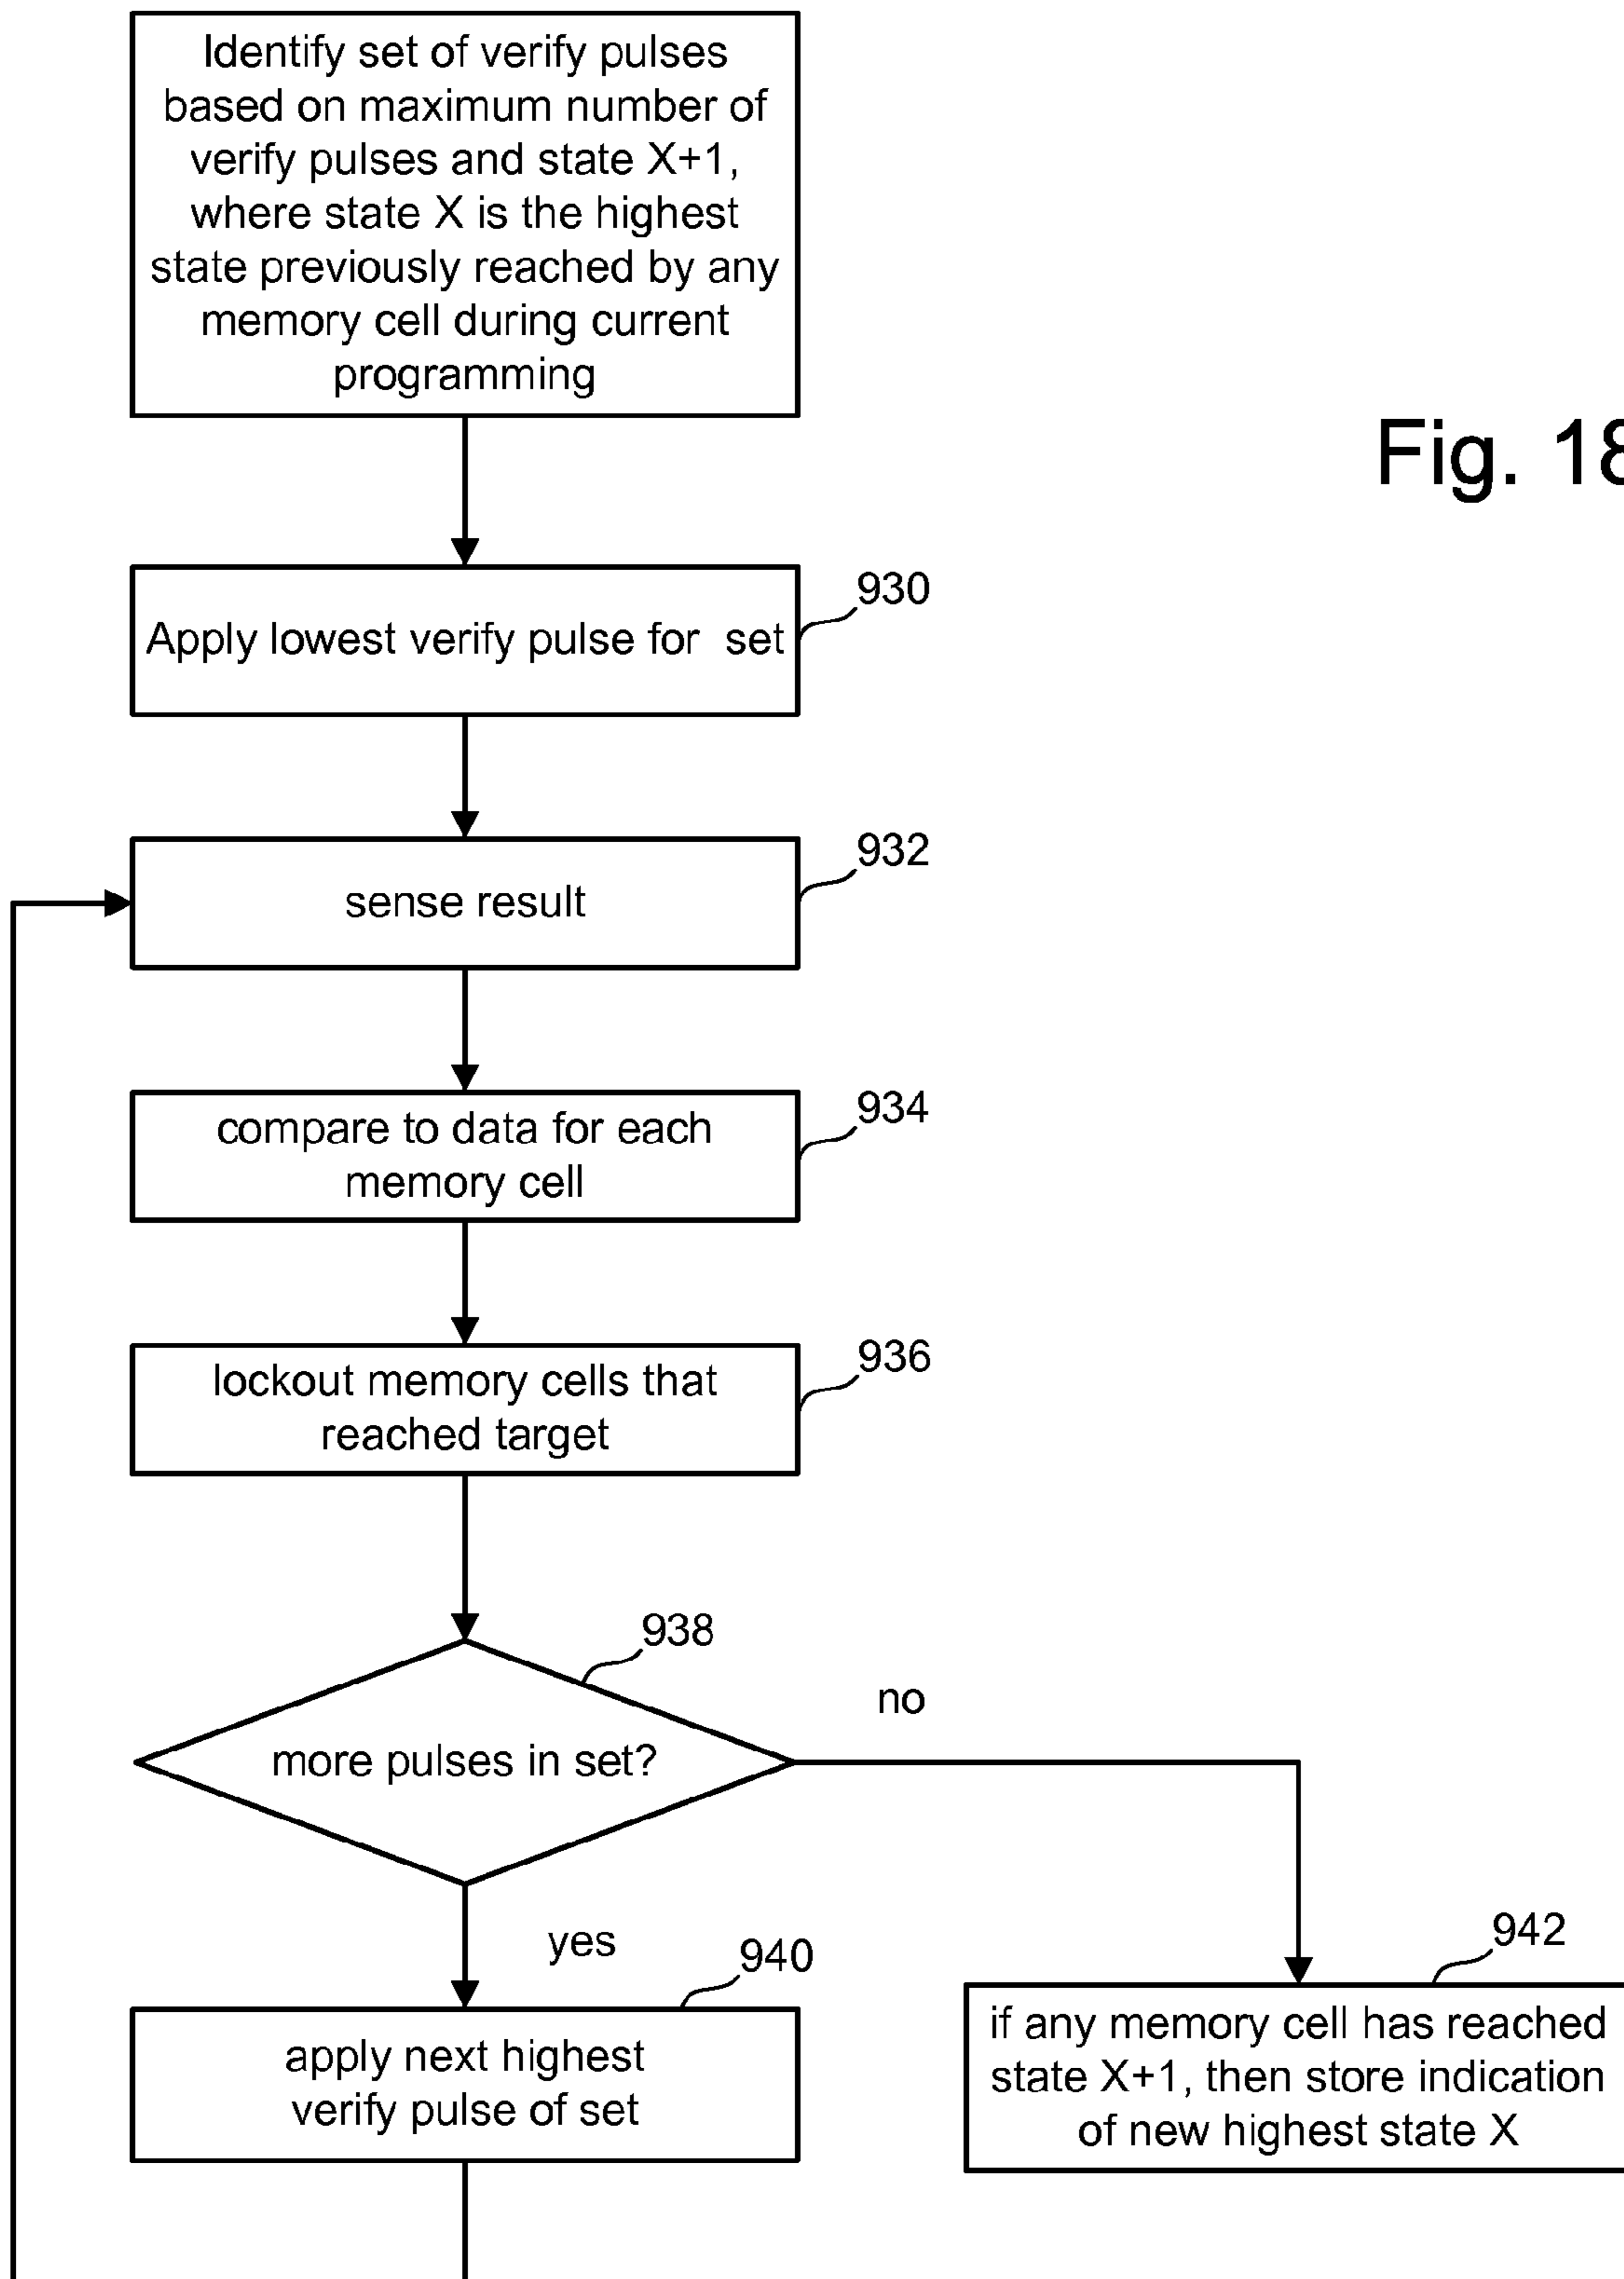 Identify set of verify pulses
based on maximum number of
verify pulses and state X+1,
where state X is the highest
state previously reached by any
memory cell during current
programming
Fig. 18
930
Apply lowest verify pulse for set
932
sense result
934
compare to data for each
memory cell
936
lockout memory cells that
reached target
938
more pulses in set?
no
yes
940
apply next highest
verify pulse of set
942
if any memory cell has reached
state X+1, then store indication
of new highest state X